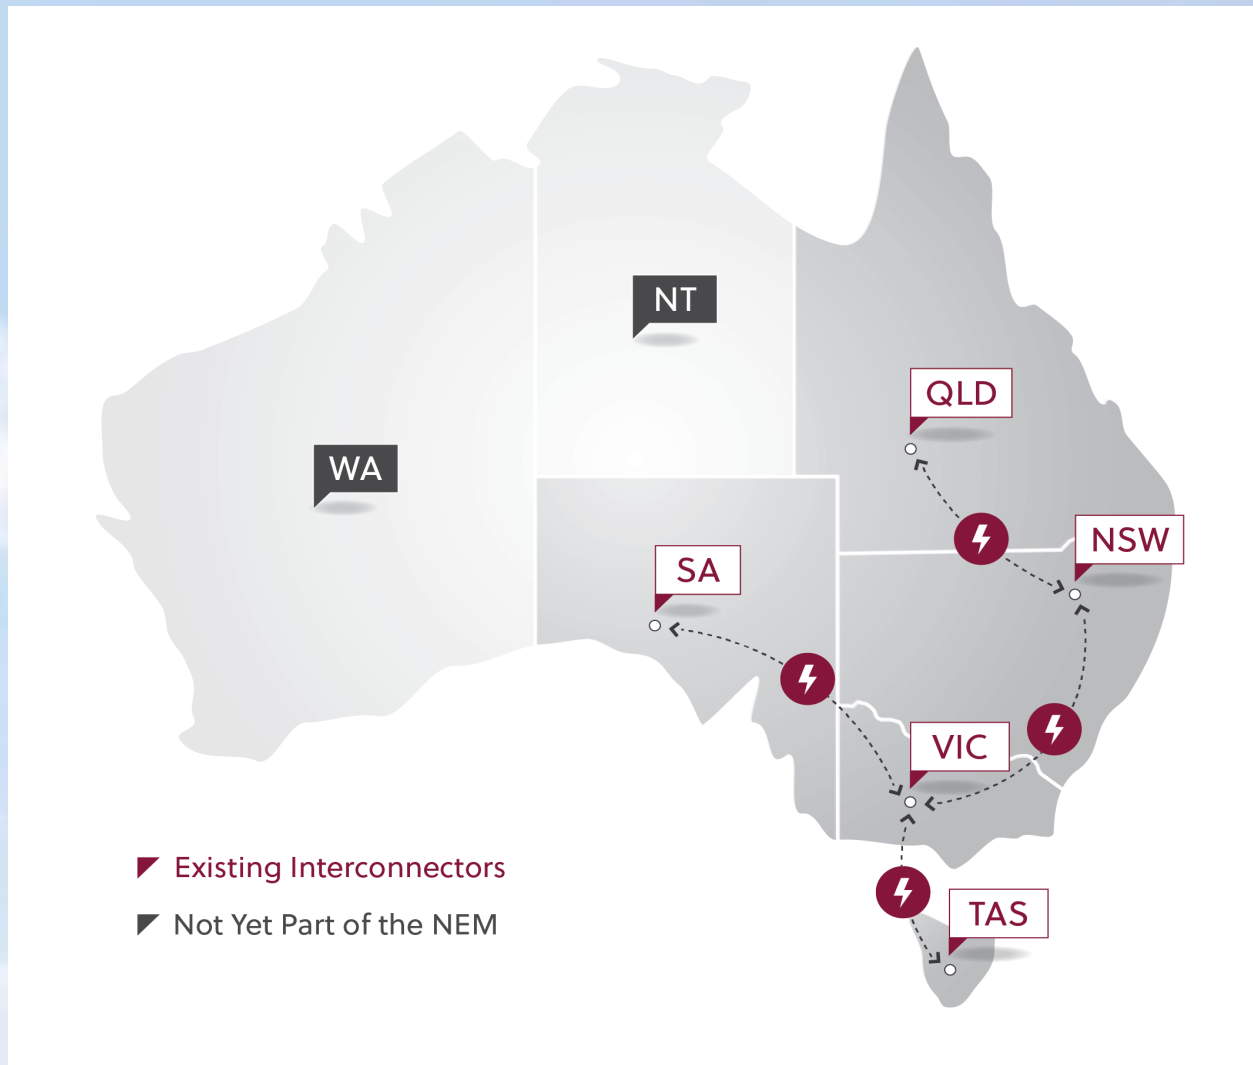 NT
QLD
WA
NSW
SA
VIC
Existing Interconnectors
TAS
Not Yet Part of the NEM